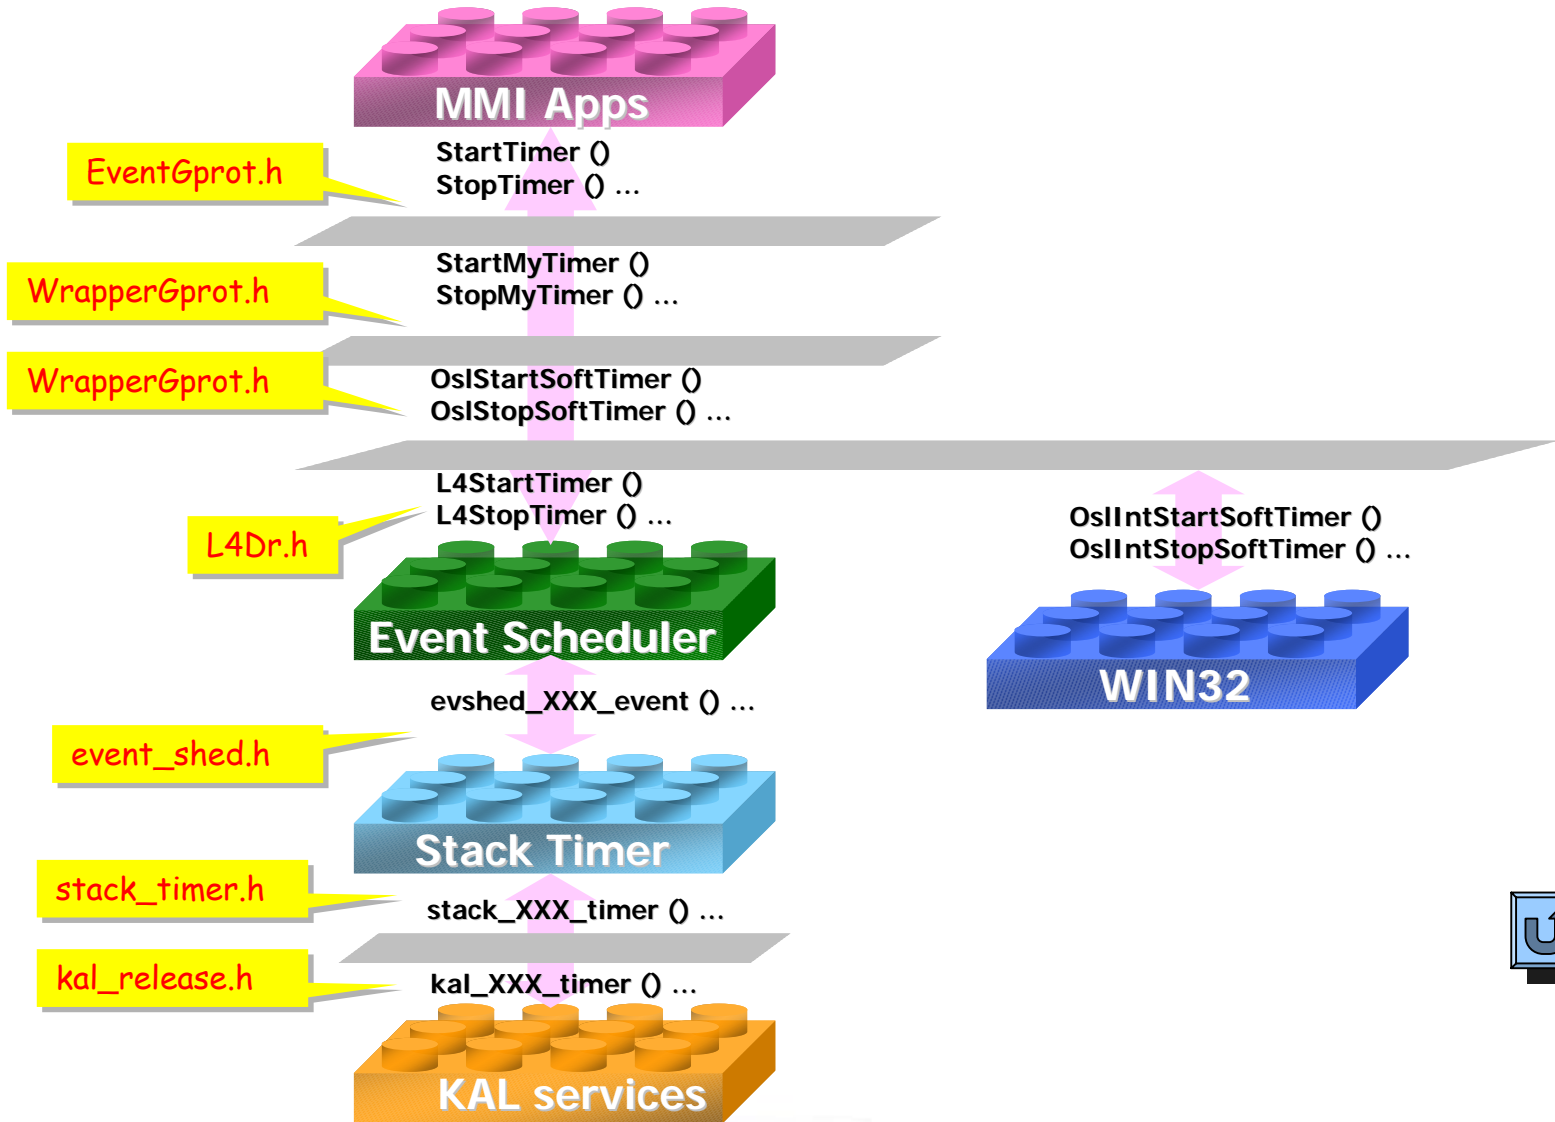 MMI Apps
StartTimer ()
StopTimer () ...
EventGprot.h
StartMyTimer ()
StopMyTimer () ...
WrapperGprot.h
WrapperGprot.h
OslStartSoftTimer ()
OslStopSoftTimer () ...
L4StartTimer ()
L4StopTimer () ...
L4Dr.h
OslIntStartSoftTimer ()
OslIntStopSoftTimer () ...
Event Scheduler
WIN32
evshed_XXX_event () ...
event_shed.h
Stack Timer
stack_timer.h
stack_XXX_timer () ...
kal_release.h
kal_XXX_timer () ...
KAL services